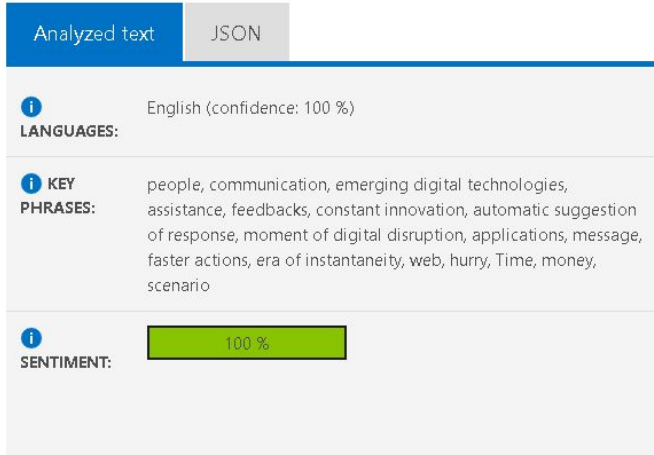 Analyzed text
JSON
LANGUAGES:
English (confidence: 100 %)
KEY PHRASES:
people, communication, emerging digital technologies,
assistance, feedbacks, constant innovation, automatic suggestion
of response, moment of digital disruption, applications, message,
faster actions, era of instantaneity, web, hurry, Time, money,
scenario
SENTIMENT:
100 %